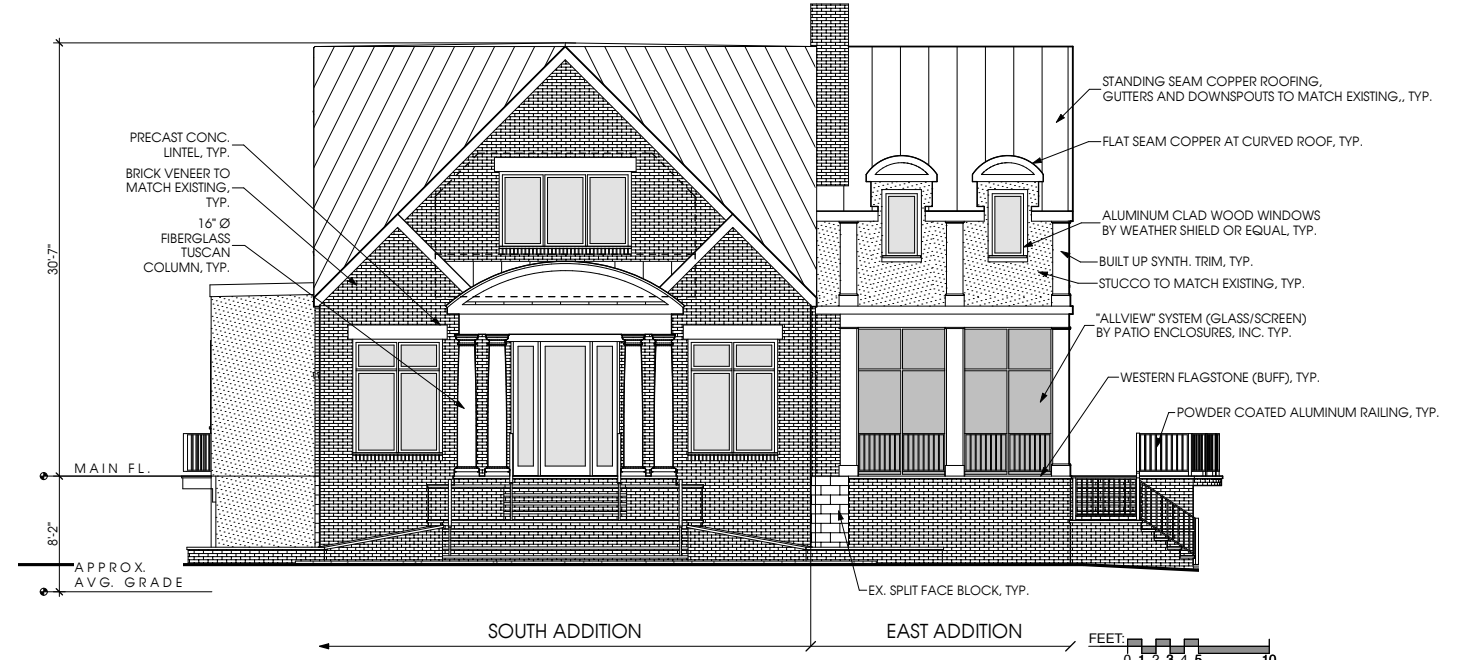 PRECAST CONC.
LINTEL, TYP.
BRICK VENEER TO
MATCH EXISTING,
TYP.
16" Ø
FIBERGLASS
TUSCAN
COLUMN, TYP.
30'-7"
MAIN FL.
8'2"
APPROX.
AVG. GRADE
STANDING SEAM COPPER ROOFING,
GUTTERS AND DOWNSPOUTS TO MATCH EXISTING,, TYP.
FLAT SEAM COPPER AT CURVED ROOF, TYP.
ALUMINUM CLAD WOOD WINDOWS
BY WEATHER SHIELD OR EQUAL, TYP.
BUILT UP SYNTH. TRIM, TYP.
STUCCO TO MATCH EXISTING, TYP.
"ALLVIEW" SYSTEM (GLASS/SCREEN)
BY PATIO ENCLOSURES, INC. TYP.
WESTERN FLAGSTONE (BUFF), TYP.
POWDER COATED ALUMINUM RAILING, TYP.
EX. SPLIT FACE BLOCK, TYP.
SOUTH ADDITION
EAST ADDITION
FEET:
0 1 2 3 4 5 10